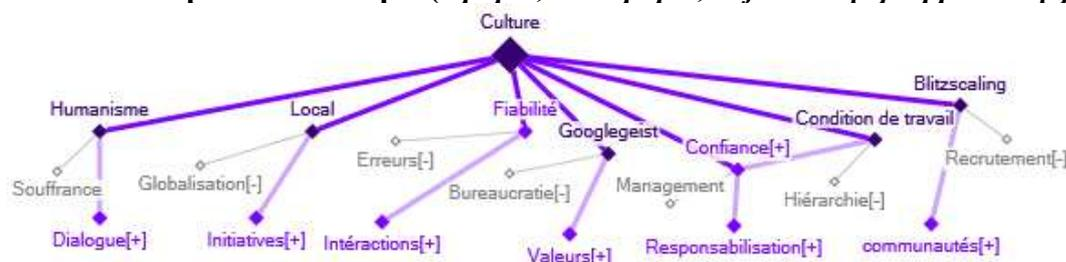 Culture
Blitzscaling
Humanisme
Local
Fiabilité
Condition de travail
Googlegeist
Confiance[+]
Erreurs[-]
Recrutement[-]
Souffrance
Globalisation[-]
Bureaucratie[-]
Management
Hiérarchie[-]
Dialogue[+]
Initiatives[+]
Intéractions[+]
Valeurs[+]
Responsabilisation[+]
communautés[+]